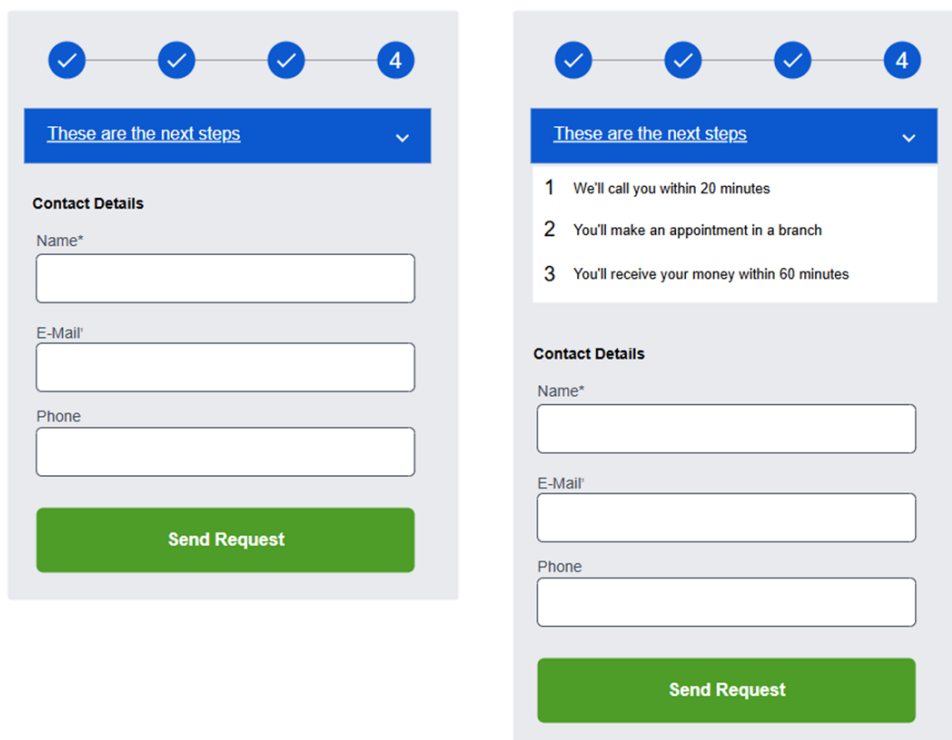 4
These are the next steps
Contact Details
Name*
E-Mail'
Phone
Send Request
4
These are the next steps
1 We'll call you within 20 minutes
2 You'll make an appointment in a branch
3 You'll receive your money within 60 minutes
Contact Details
Name*
E-Mail'
Phone
Send Request